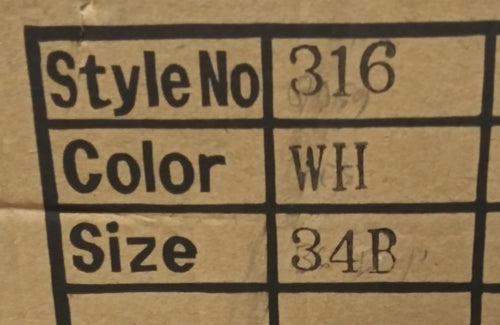 Style No 316
Color WH
Size 34B